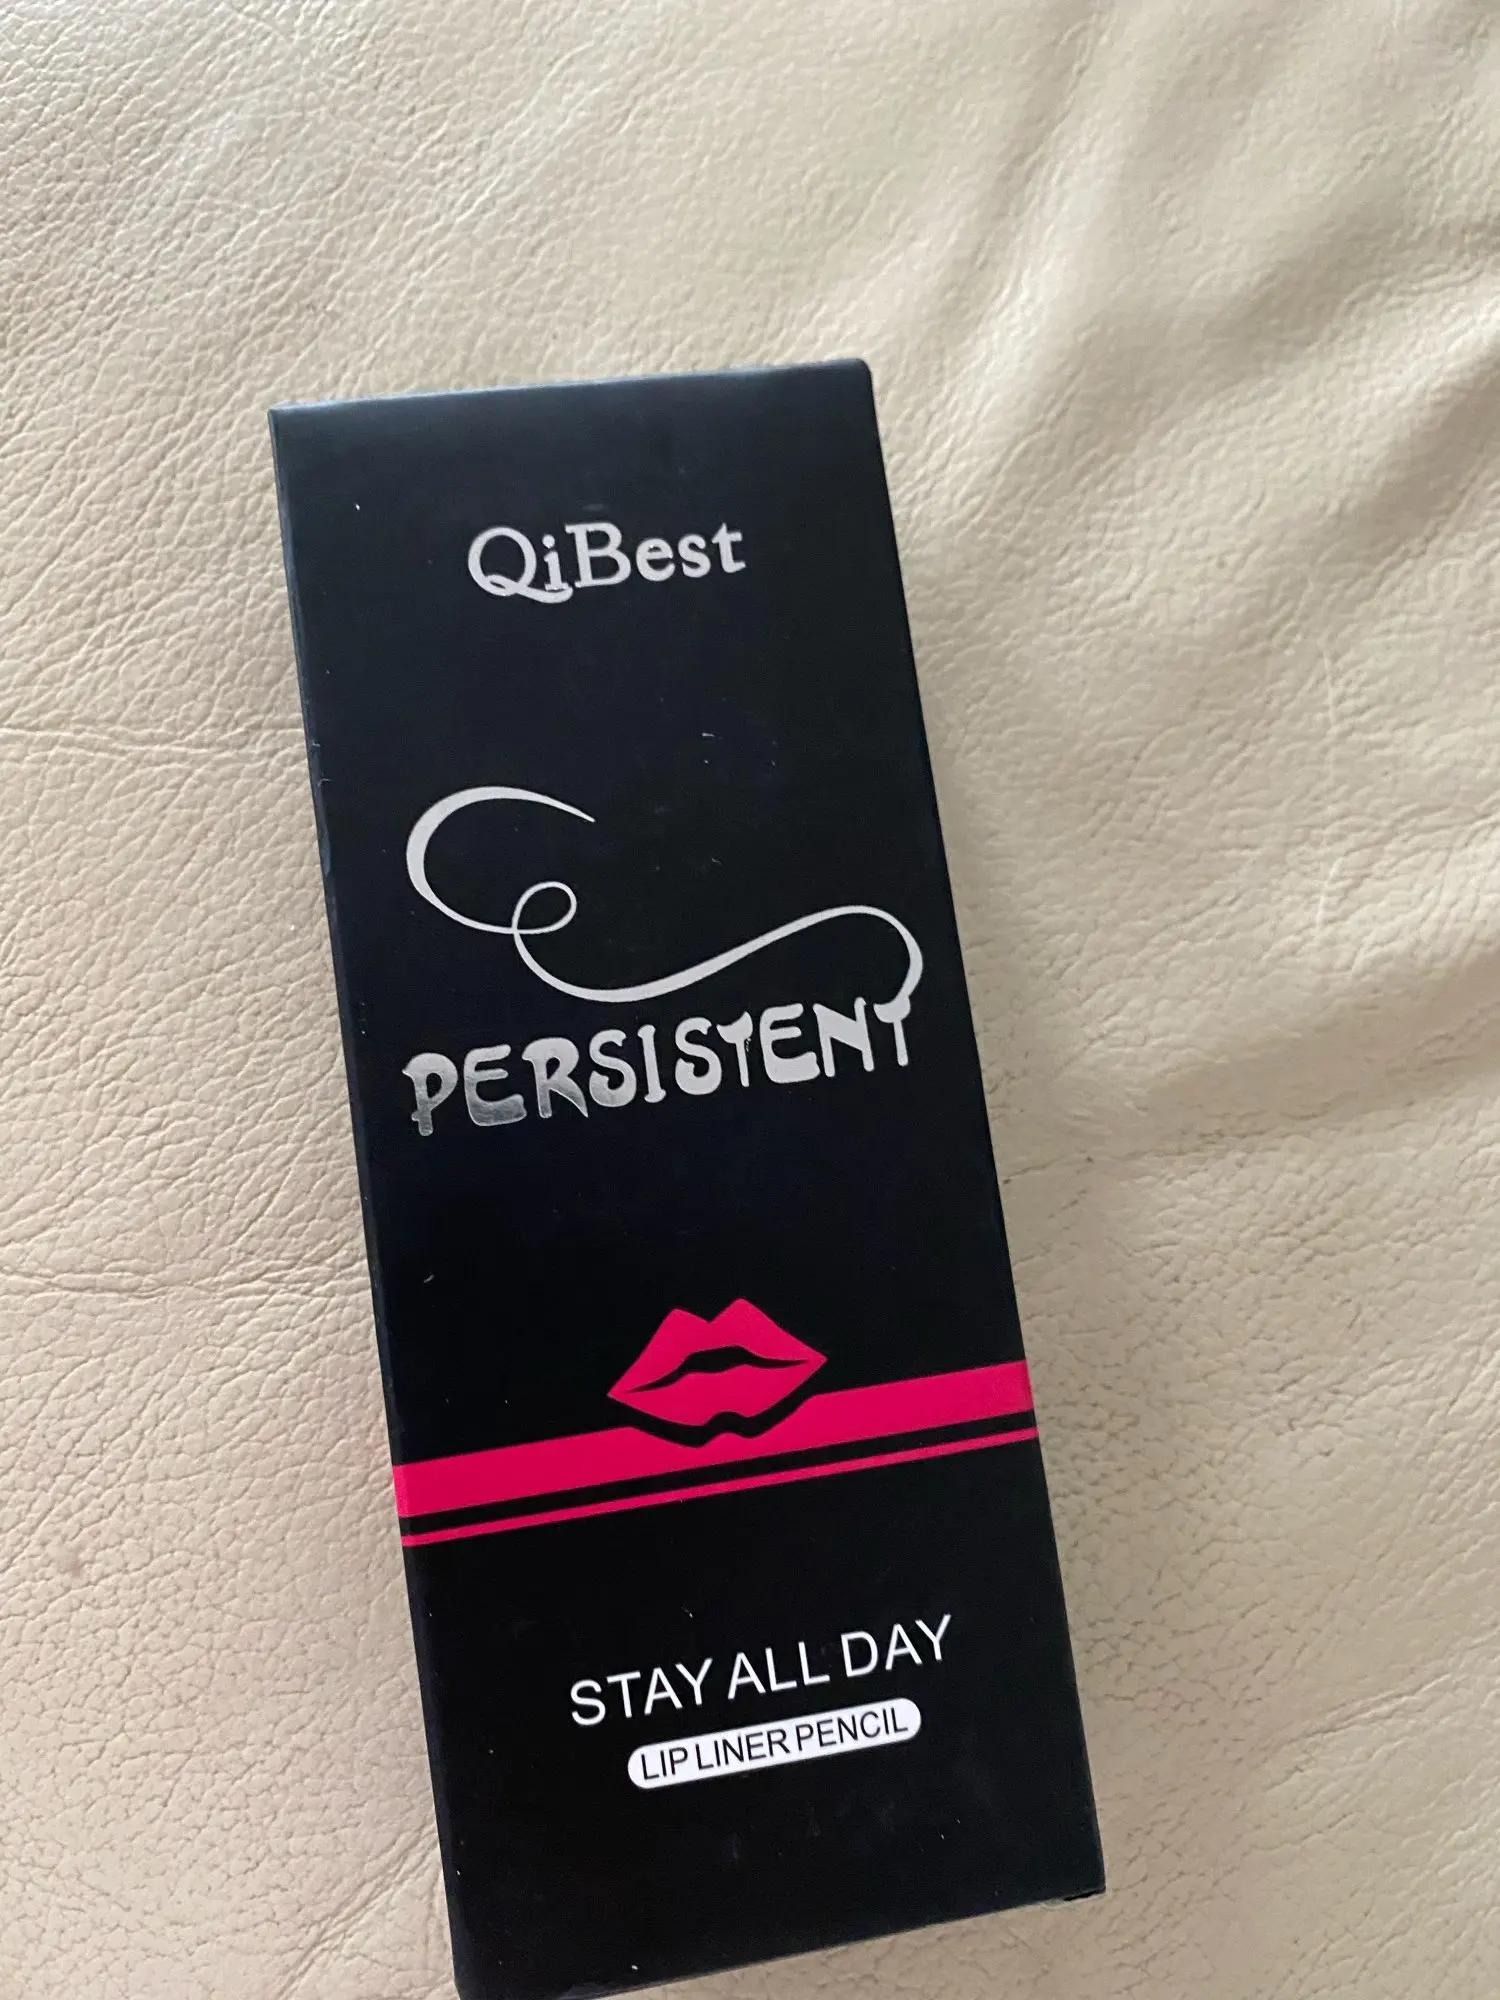 QiBest
PERSISTENT
STAY ALL DAY
LIP LINER PENCIL